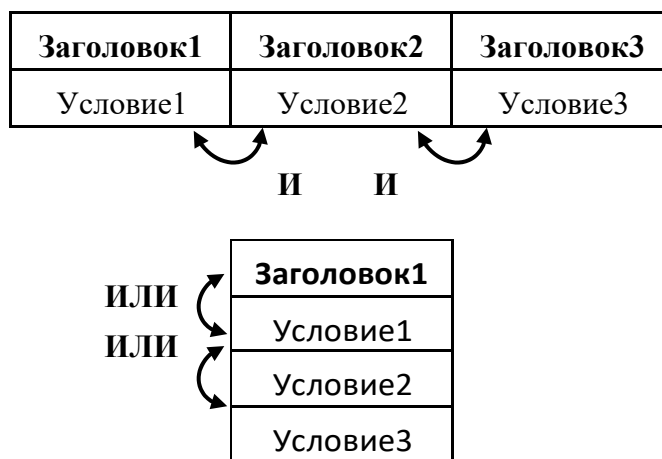 Заголовок1 Заголовок2 Заголовок3
Условие1 Условие2 Условие3
И И
Заголовок1
ИЛИ
Условие1
ИЛИ
Условие2
Условие3